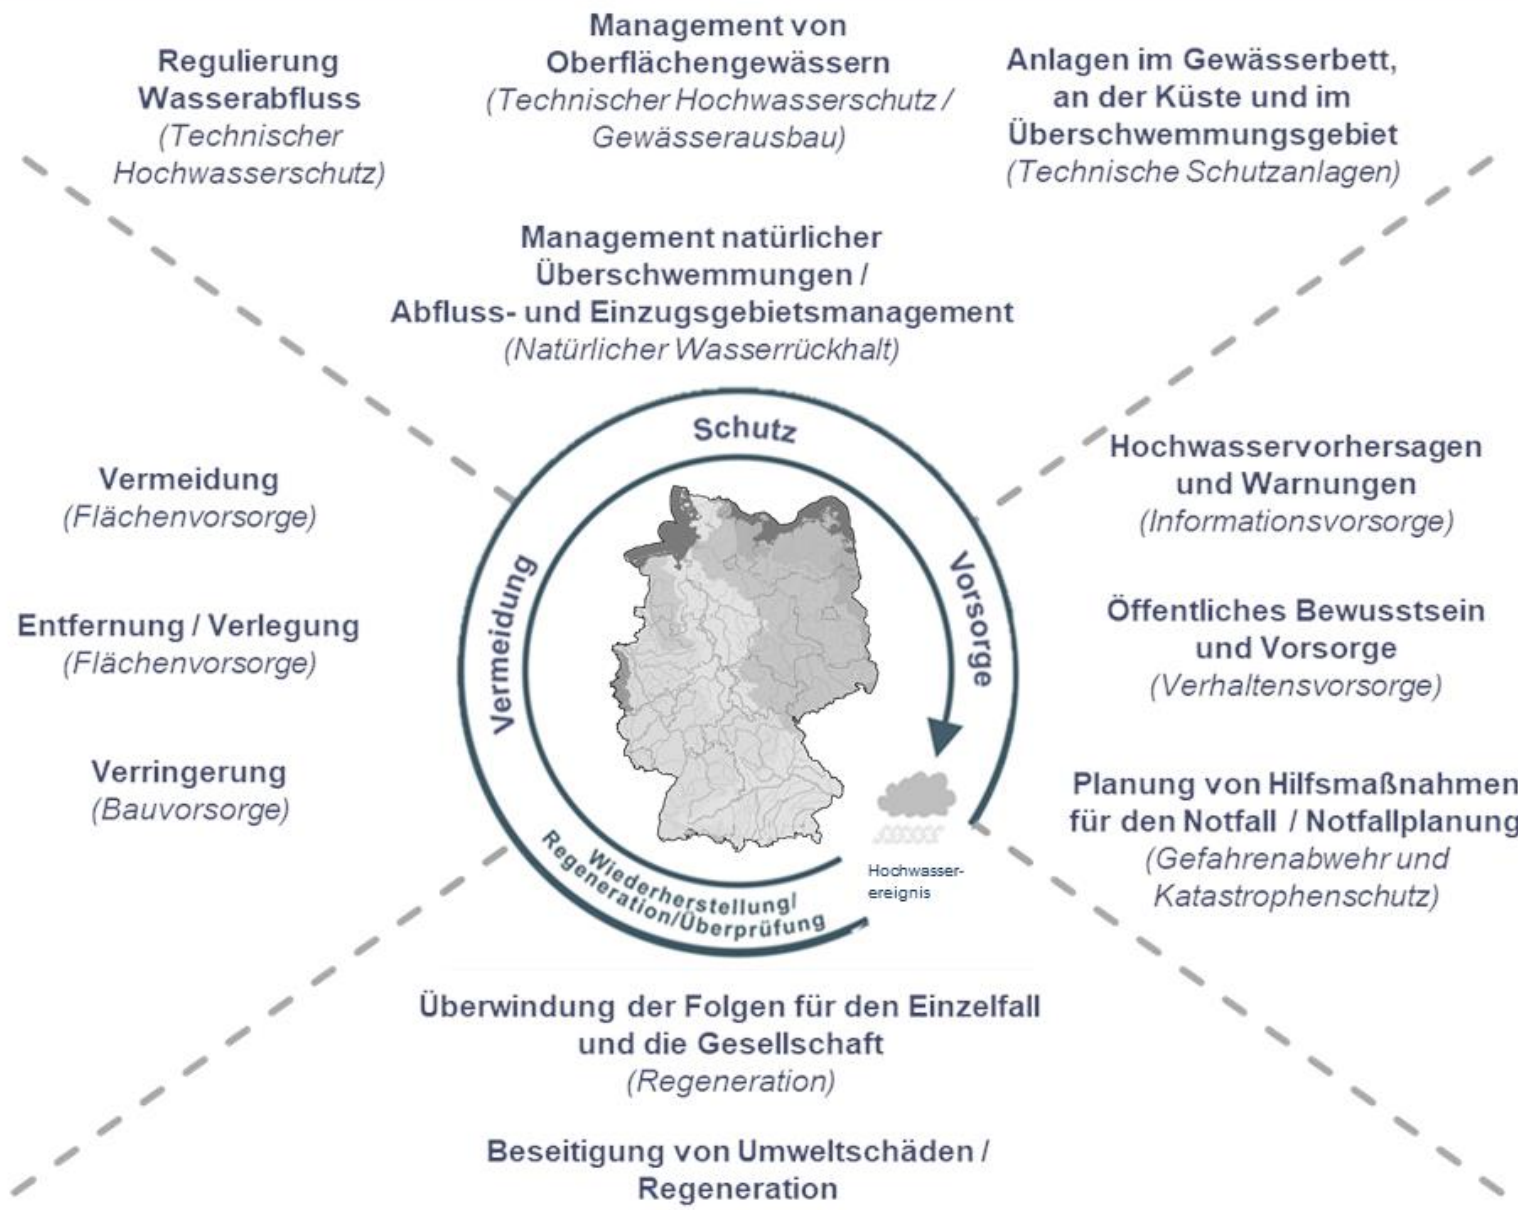 Regulierung
Wasserabfluss
(Technischer
Hochwasserschutz)
Management von
Oberflächengewässern
(Technischer Hochwasserschutz /
Gewässerausbau)
Anlagen im Gewässerbett,
an der Küste und im
Überschwemmungsgebiet
(Technische Schutzanlagen)
Management natürlicher
Überschwemmungen /
Abfluss- und Einzugsgebietsmanagement
(Natürlicher Wasserrückhalt)
Vermeidung
(Flächenvorsorge)
Entfernung / Verlegung
(Flächenvorsorge)
Verringerung
(Bauvorsorge)
Schutz
Vermeidung
Vorsorge
Wiederherstellung/
Regeneration/Überprüfung
Hochwasser-
ereignis
Hochwasservorhersagen
und Warnungen
(Informationsvorsorge)
Öffentliches Bewusstsein
und Vorsorge
(Verhaltensvorsorge)
Planung von Hilfsmaßnahmen
für den Notfall / Notfallplanung
(Gefahrenabwehr und
Katastrophenschutz)
Überwindung der Folgen für den Einzelfall
und die Gesellschaft
(Regeneration)
Beseitigung von Umweltschäden /
Regeneration